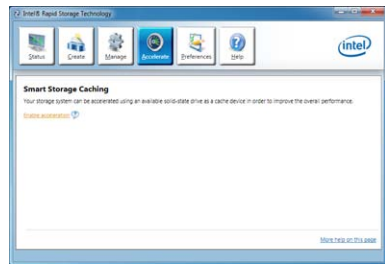 Intel® Rapid Storage Technology
Status Create Manage Accelerate Preferences Help
intel
Smart Storage Caching
Your storage system can be accelerated using an available solid-state drive as a cache device in order to improve the overall performance.
Enable acceleration ?
More help on this page